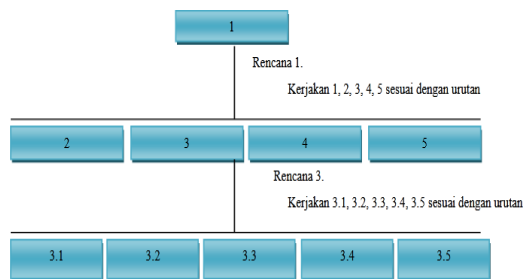 1
Rencana 1.
Kerjakan 1, 2, 3, 4, 5 sesuai dengan urutan
2 3 4 5
Rencana 3.
Kerjakan 3.1, 3.2, 3.3, 3.4, 3.5 sesuai dengan urutan
3.1 3.2 3.3 3.4 3.5